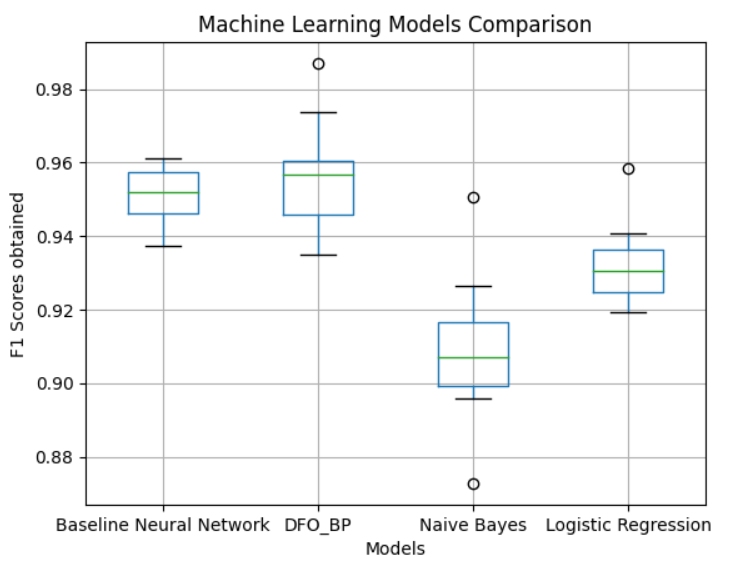 Machine Learning Models Comparison
0.98
0.96
0.94
0.92
0.90
0.88
F1 Scores obtained
Baseline Neural Network DFO_BP Naive Bayes Logistic Regression
Models